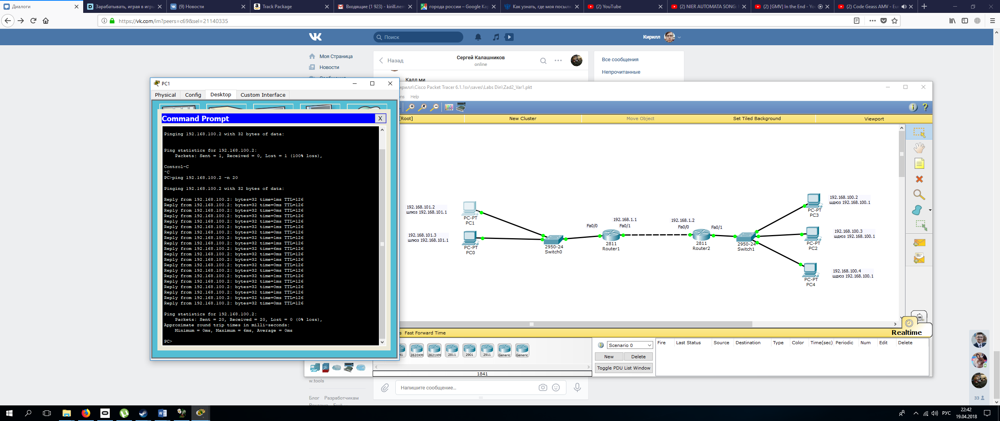 Диалоги
Зарабатывать, играя в игры
(9) Новости
Track Package
Входящие (1 923) - kirill.nem
города россии – Google Кар
Как узнать, где моя посылк
(2) YouTube
(2) NIER AUTOMATA SONG:
(2) [GMV] In the End - You
(2) Code Geass AMV - Eur
https://vk.com/im?peers=c69&sel=21140335
Поиск
Кирилл
Моя Страница
Новости
Назад
Сергей Калашников
online
Все сообщения
Непрочитанные
Калл ми
PC1
Physical
Config
Desktop
Custom Interface
Command Prompt
X
Pinging 192.168.100.2 with 32 bytes of data:
Ping statistics for 192.168.100.2:
Packets: Sent = 1, Received = 0, Lost = 1 (100% loss),
Control-C
^C
PC>ping 192.168.100.2 -n 20
Pinging 192.168.100.2 with 32 bytes of data:
Reply from 192.168.100.2: bytes=32 time=1ms TTL=126
Reply from 192.168.100.2: bytes=32 time=0ms TTL=126
Reply from 192.168.100.2: bytes=32 time=0ms TTL=126
Reply from 192.168.100.2: bytes=32 time=0ms TTL=126
Reply from 192.168.100.2: bytes=32 time=2ms TTL=126
Reply from 192.168.100.2: bytes=32 time=1ms TTL=126
Reply from 192.168.100.2: bytes=32 time=0ms TTL=126
Reply from 192.168.100.2: bytes=32 time=1ms TTL=126
Reply from 192.168.100.2: bytes=32 time=1ms TTL=126
Reply from 192.168.100.2: bytes=32 time=6ms TTL=126
Reply from 192.168.100.2: bytes=32 time=0ms TTL=126
Reply from 192.168.100.2: bytes=32 time=1ms TTL=126
Reply from 192.168.100.2: bytes=32 time=0ms TTL=126
Reply from 192.168.100.2: bytes=32 time=0ms TTL=126
Reply from 192.168.100.2: bytes=32 time=1ms TTL=126
Reply from 192.168.100.2: bytes=32 time=0ms TTL=126
Reply from 192.168.100.2: bytes=32 time=0ms TTL=126
Reply from 192.168.100.2: bytes=32 time=1ms TTL=126
Reply from 192.168.100.2: bytes=32 time=0ms TTL=126
Reply from 192.168.100.2: bytes=32 time=0ms TTL=126
Ping statistics for 192.168.100.2:
Packets: Sent = 20, Received = 20, Lost = 0 (0% loss),
Approximate round trip times in milli-seconds:
Minimum = 0ms, Maximum = 6ms, Average = 0ms
PC>
ирилл\Cisco Packet Tracer 6.1.1sv\saves\Labs Din\Zad2_Var1.pkt
ons Help
[Root]
New Cluster
Move Object
Set Tiled Background
Viewport
192.168.101.2
шлюз 192.168.101.1
PC-PT
PC1
192.168.101.3
шлюз 192.168.101.1
PC-PT
PC0
2950-24
Switch0
Fa0/0
192.168.1.1
Fa0/1
2811
Router1
192.168.1.2
Fa0/0
Fa0/1
2811
Router2
2950-24
Switch1
192.168.100.2
шдюз 192.168.100.1
PC-PT
PC3
192.168.100.3
шдюз 192.168.100.1
PC-PT
PC2
192.168.100.4
шдюз 192.168.100.1
PC-PT
PC4
s Fast Forward Time
Realtime
41
2620XM
2621XM
2811
2901
2911
Generic
Generic
1841
Scenario 0
New
Delete
Toggle PDU List Window
Fire
Last Status
Source
Destination
Type
Color
Time(sec)
Periodic
Num
Edit
Delete
w.tools
Блог
Разработчикам
Реклама
Ещё
Напишите сообщение...
33
РУС
22:42
19.04.2018